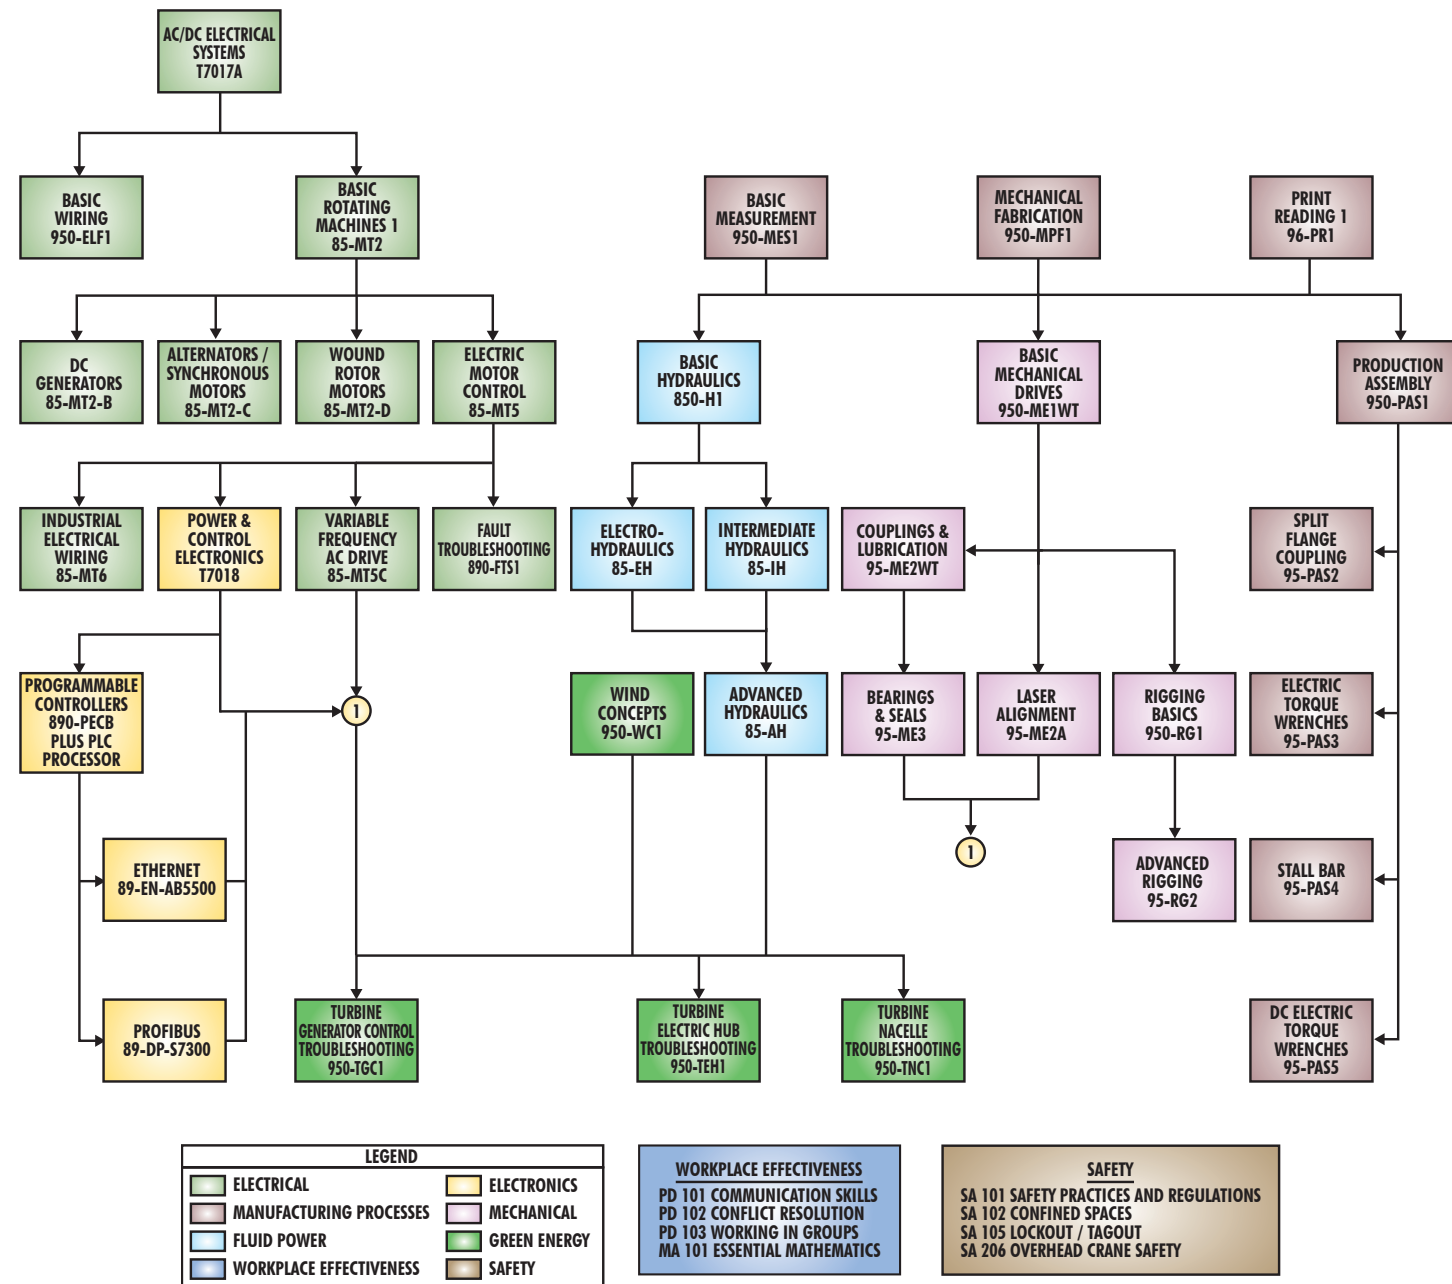 AC/DC ELECTRICAL
SYSTEMS
T7017A
BASIC
WIRING
950-ELF1
BASIC
ROTATING
MACHINES 1
85-MT2
BASIC
MEASUREMENT
950-MES1
MECHANICAL
FABRICATION
950-MPF1
PRINT
READING 1
96-PR1
DC
GENERATORS
85-MT2-B
ALTERNATORS /
SYNCHRONOUS
MOTORS
85-MT2-C
WOUND
ROTOR
MOTORS
85-MT2-D
ELECTRIC
MOTOR
CONTROL
85-MT5
BASIC
HYDRAULICS
850-H1
BASIC
MECHANICAL
DRIVES
950-ME1WT
PRODUCTION
ASSEMBLY
950-PAS1
INDUSTRIAL
ELECTRICAL
WIRING
85-MT6
POWER &
CONTROL
ELECTRONICS
T7018
VARIABLE
FREQUENCY
AC DRIVE
85-MT5C
FAULT
TROUBLESHOOTING
890-FTS1
ELECTRO-
HYDRAULICS
85-EH
INTERMEDIATE
HYDRAULICS
85-IH
COUPLINGS &
LUBRICATION
95-ME2WT
SPLIT
FLANGE
COUPLING
95-PAS2
PROGRAMMABLE
CONTROLLERS
890-PECB
PLUS PLC
PROCESSOR
1
WIND
CONCEPTS
950-WC1
ADVANCED
HYDRAULICS
85-AH
BEARINGS
& SEALS
95-ME3
LASER
ALIGNMENT
95-ME2A
RIGGING
BASICS
950-RG1
ELECTRIC
TORQUE
WRENCHES
95-PAS3
ETHERNET
89-EN-AB5500
1
ADVANCED
RIGGING
95-RG2
STALL BAR
95-PAS4
PROFIBUS
89-DP-S7300
TURBINE
GENERATOR CONTROL
TROUBLESHOOTING
950-TGC1
TURBINE
ELECTRIC HUB
TROUBLESHOOTING
950-TEH1
TURBINE
NACELLE
TROUBLESHOOTING
950-TNC1
DC ELECTRIC
TORQUE
WRENCHES
95-PAS5
LEGEND
ELECTRICAL
MANUFACTURING PROCESSES
FLUID POWER
WORKPLACE EFFECTIVENESS
ELECTRONICS
MECHANICAL
GREEN ENERGY
SAFETY
WORKPLACE EFFECTIVENESS
PD 101 COMMUNICATION SKILLS
PD 102 CONFLICT RESOLUTION
PD 103 WORKING IN GROUPS
MA 101 ESSENTIAL MATHEMATICS
SAFETY
SA 101 SAFETY PRACTICES AND REGULATIONS
SA 102 CONFINED SPACES
SA 105 LOCKOUT / TAGOUT
SA 206 OVERHEAD CRANE SAFETY